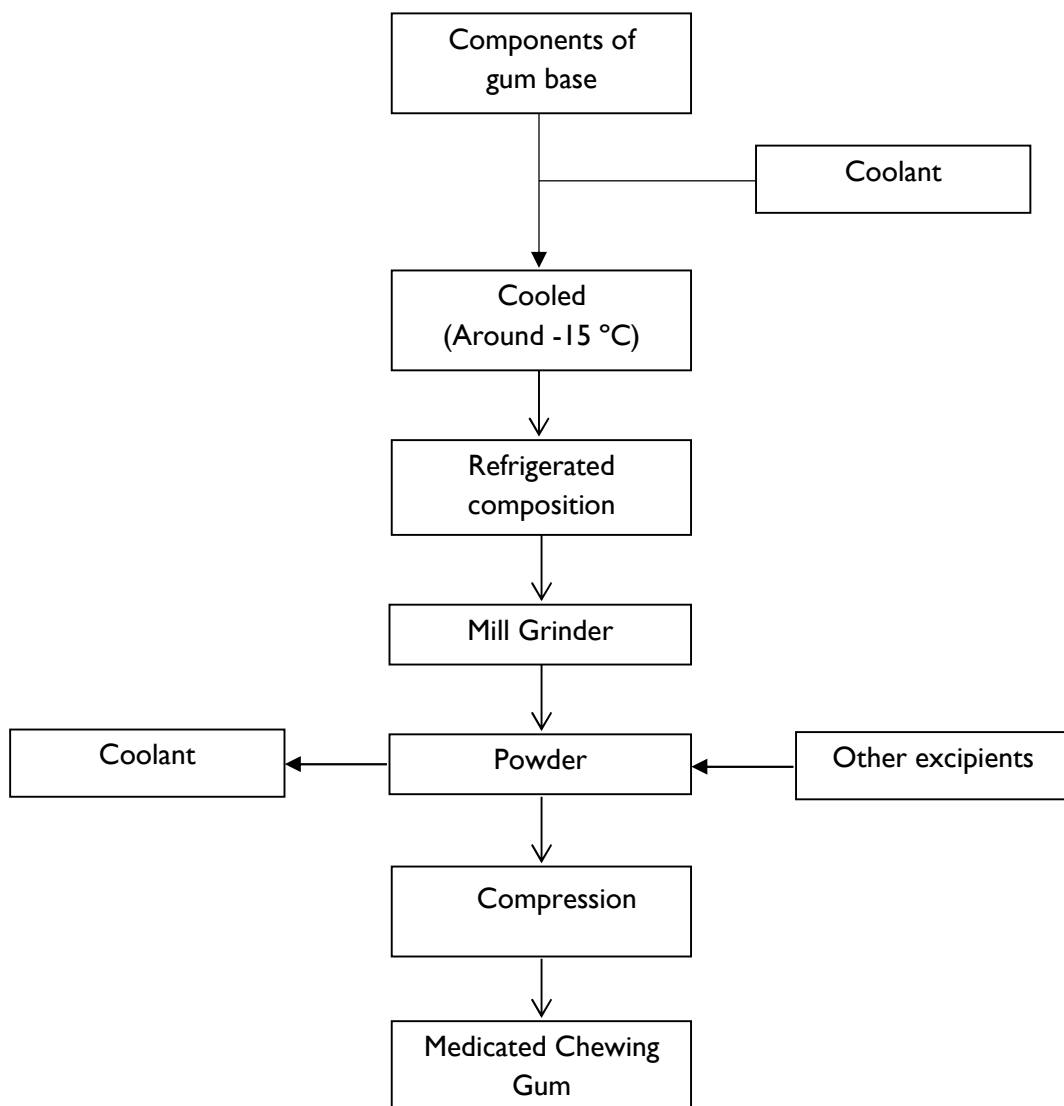 Components of
gum base
Coolant
Cooled
(Around -15 ºC)
Refrigerated
composition
Mill Grinder
Coolant
Powder
Other excipients
Compression
Medicated Chewing
Gum